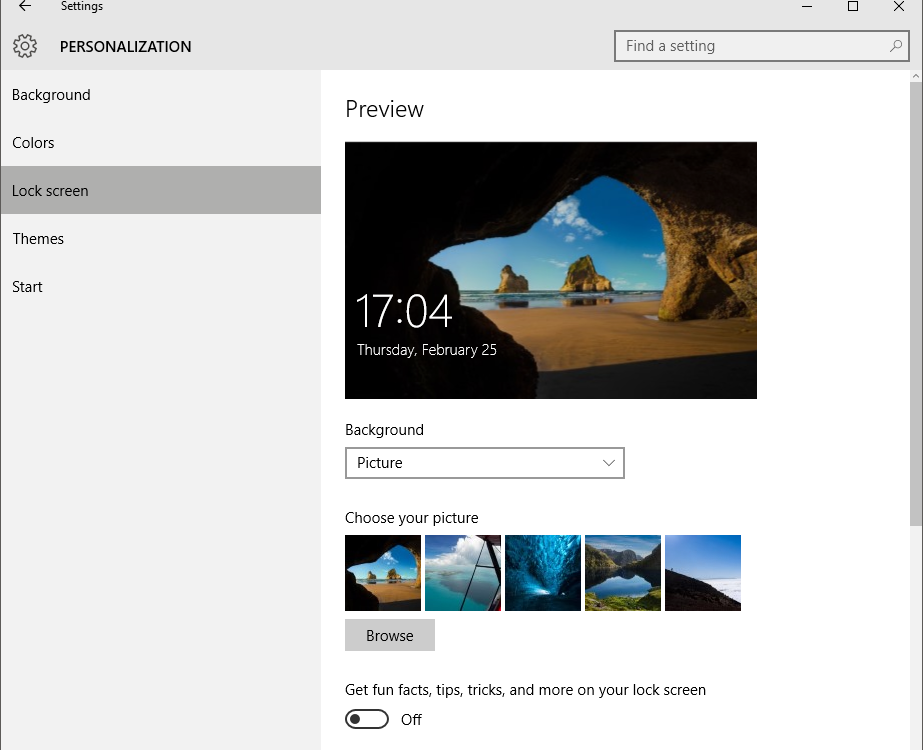 Settings
PERSONALIZATION
Find a setting
Background
Colors
Lock screen
Themes
Start
Preview
17:04
Thursday, February 25
Background
Picture
Choose your picture
Browse
Get fun facts, tips, tricks, and more on your lock screen
Off